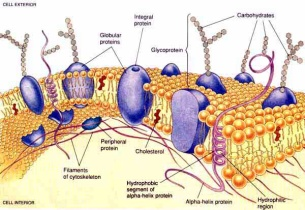 CELL EXTERIOR
Integral
protein
Carbohydrates
Globular
proteins
Glycoprotein
Peripheral
protein
Cholesterol
Filaments
of cytoskeleton
Hydrophobic
segment of
alpha-helix protein
Alpha-helix protein
Hydrophilic
region
CELL INTERIOR